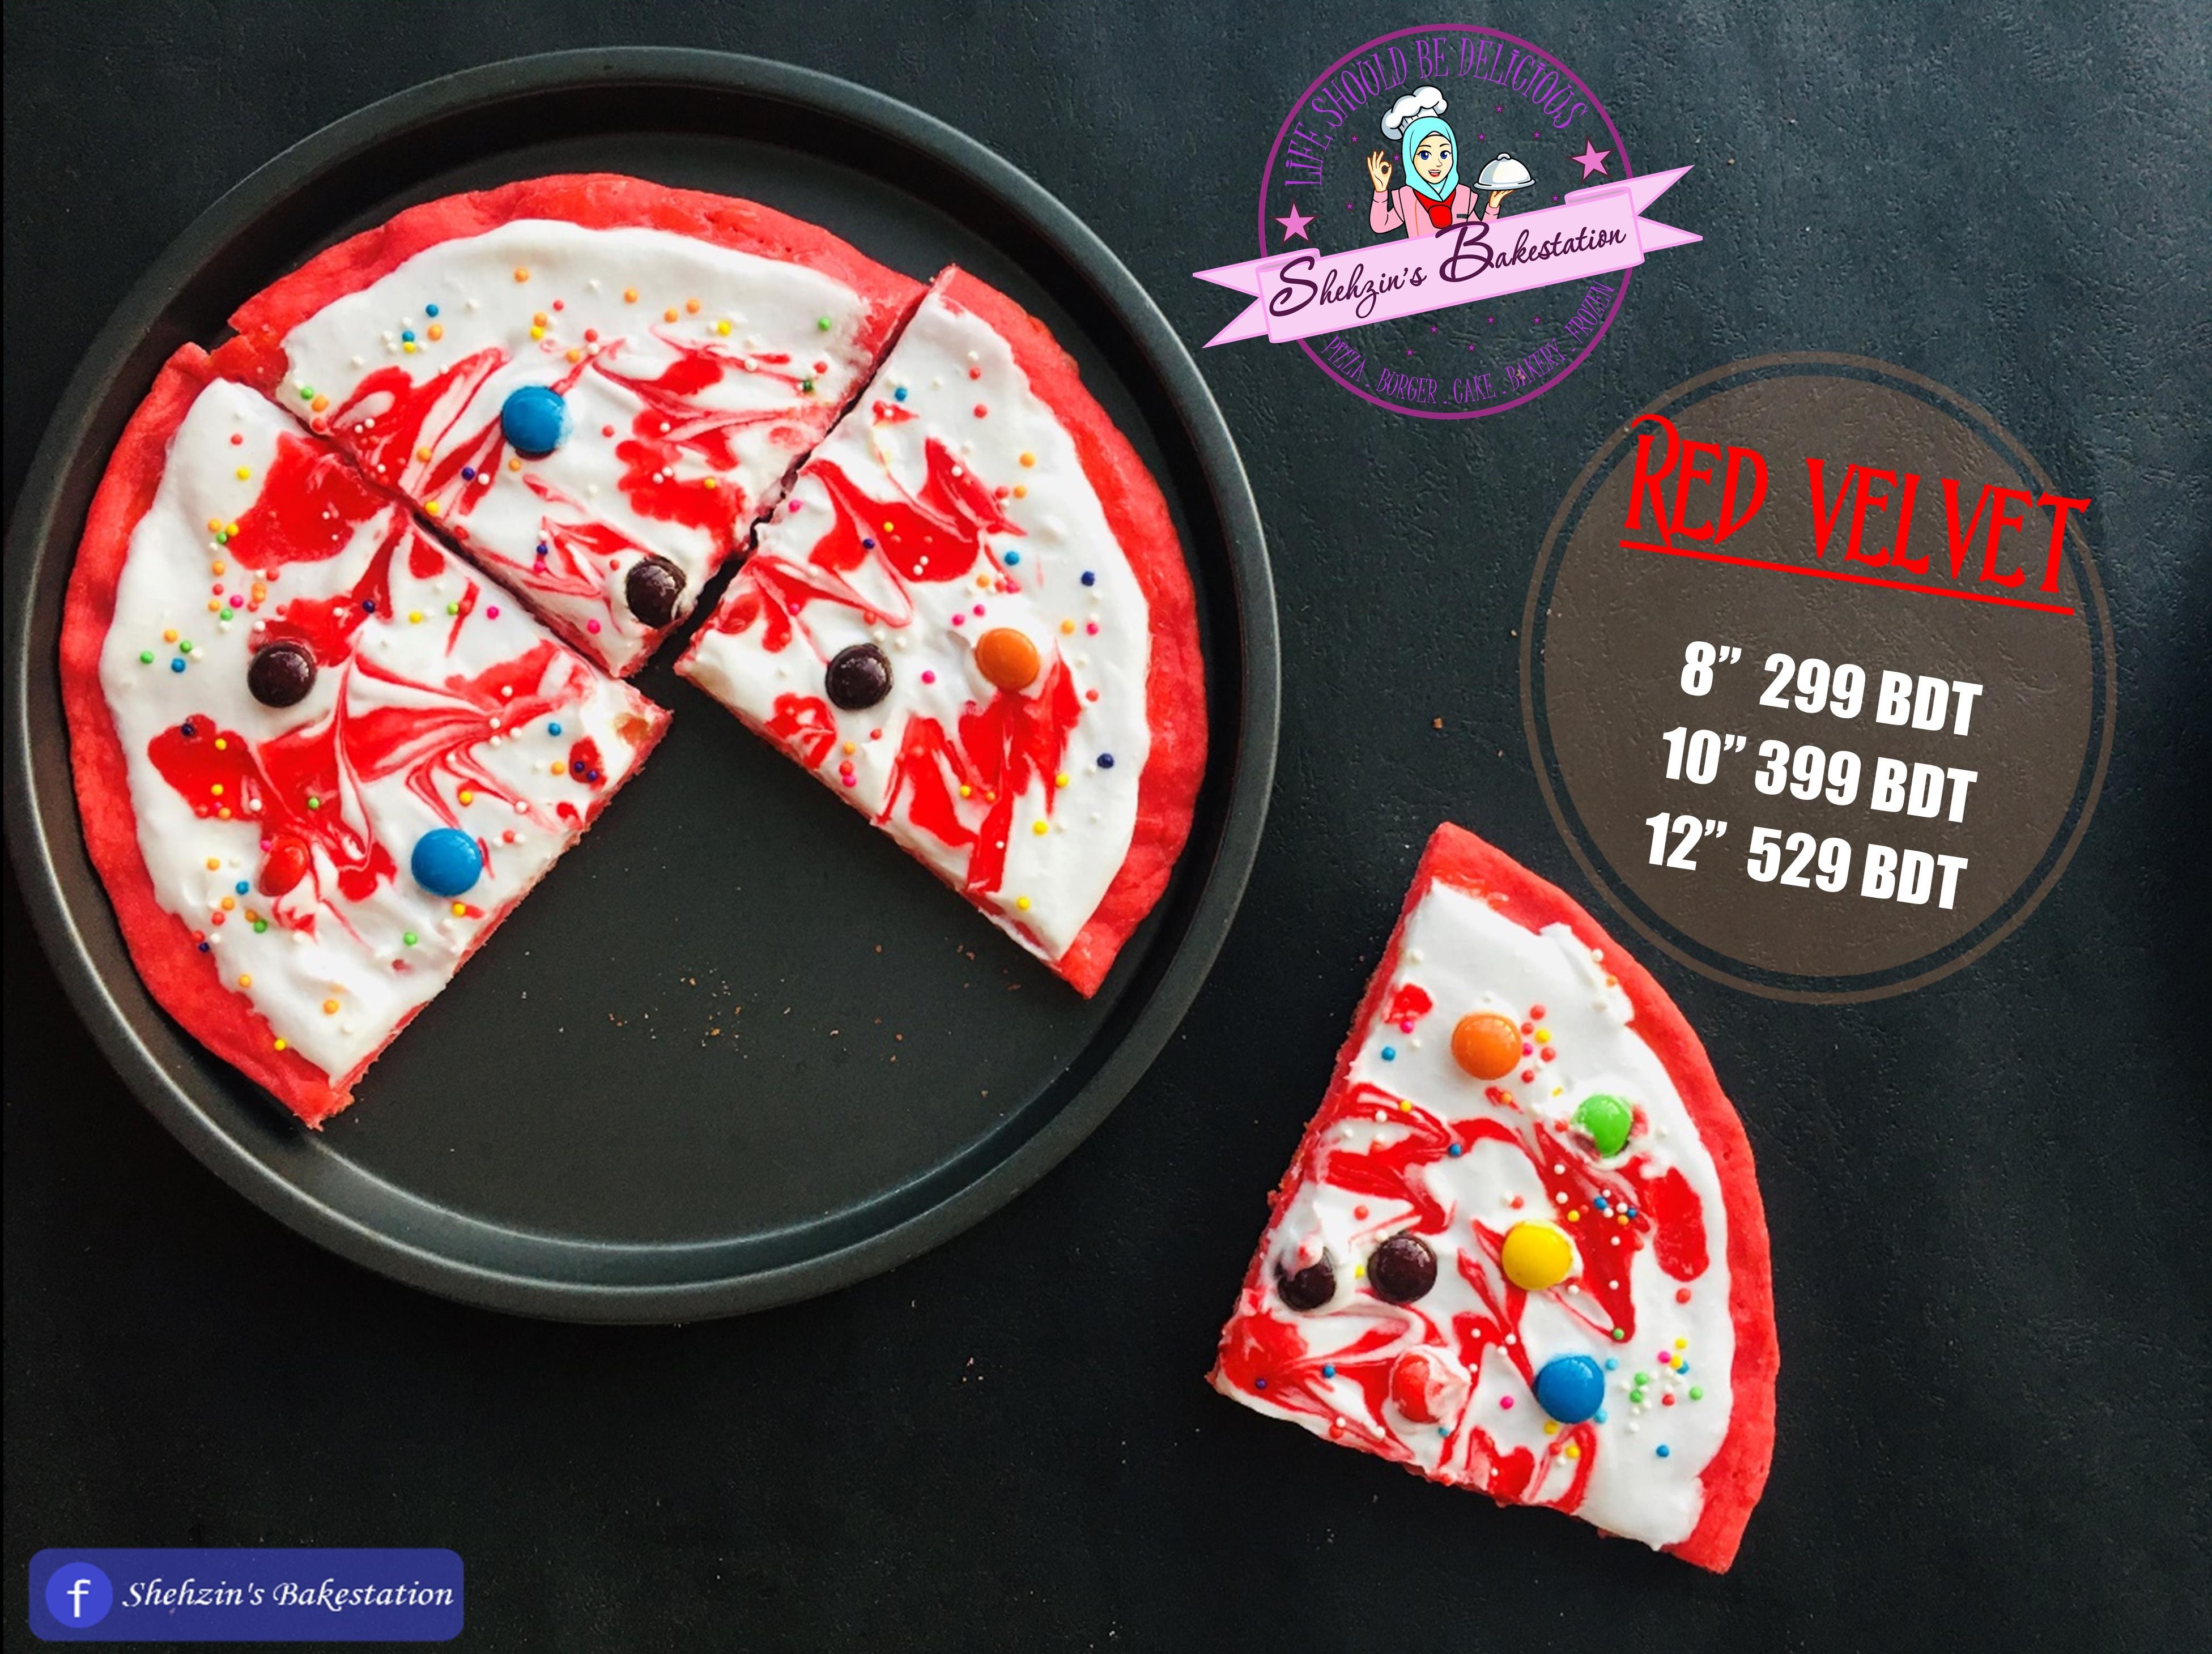 LIFE SHOULD BE DELICIOUS
Shehzin's Bakestation
PIZZA . BURGER . CAKE . BAKERY . FROZEN
RED VELVET
8” 299 BDT
10” 399 BDT
12” 529 BDT
f Shehzin's Bakestation